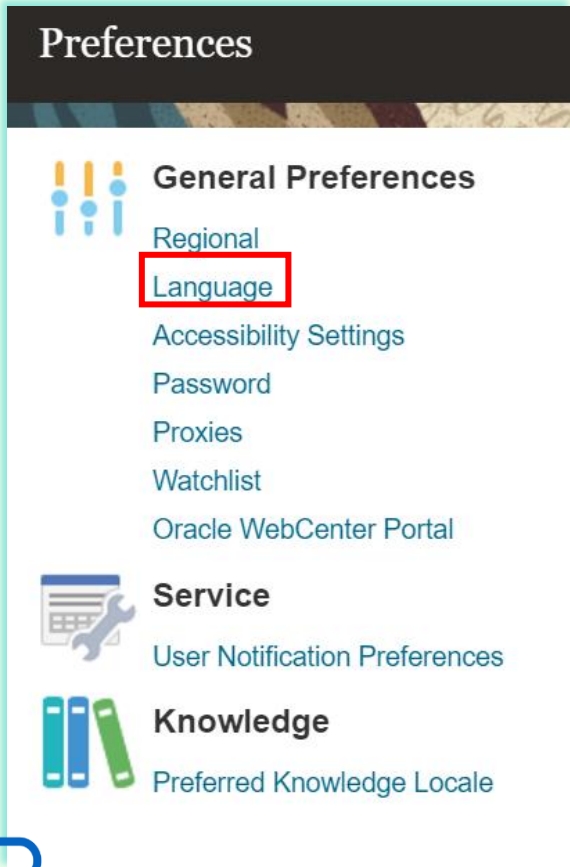 Preferences
General Preferences
Regional
Language
Accessibility Settings
Password
Proxies
Watchlist
Oracle WebCenter Portal
Service
User Notification Preferences
Knowledge
Preferred Knowledge Locale